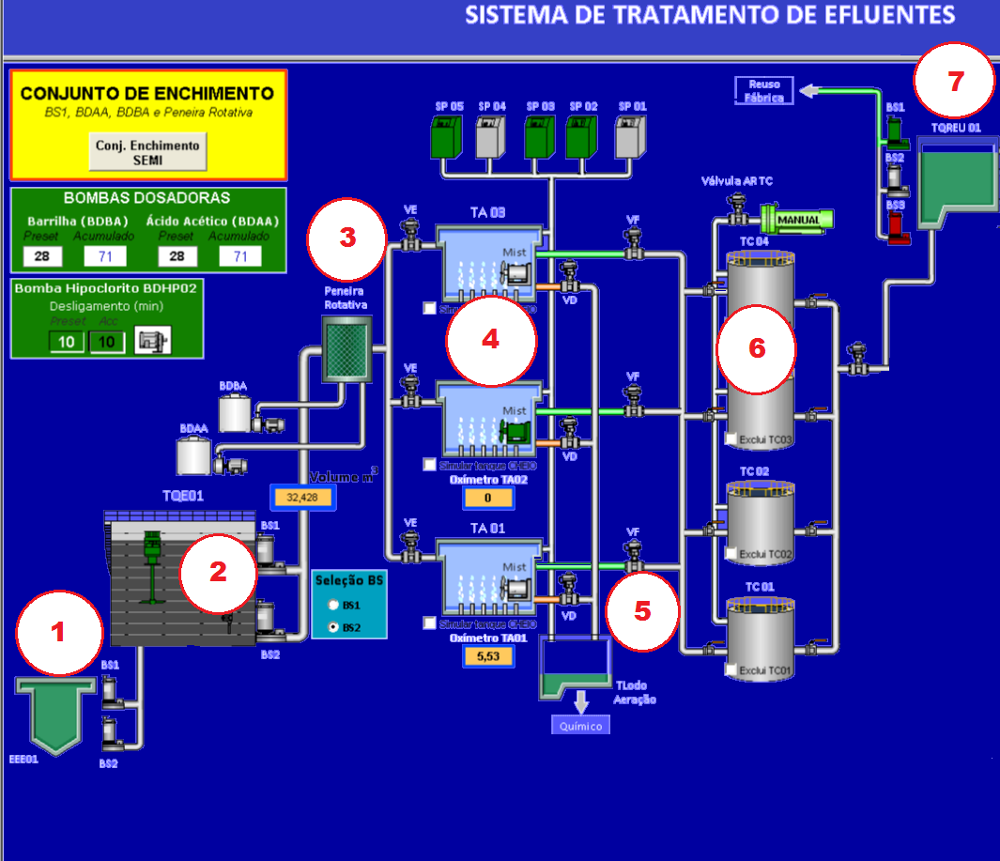 SISTEMA DE TRATAMENTO DE EFLUENTES
CONJUNTO DE ENCHIMENTO
BS1, BDAA, BDBA e Peneira Rotativa
Conj. Enchimento
SEMI
BOMBAS DOSADORAS
Barrilha (BDBA) Ácido Acético (BDAA)
Preset Acumulado Preset Acumulado
28 71 28 71
Bomba Hipoclorito BDHP02
Desligamento (min)
Preset Acc
10 10
SP 05 SP 04 SP 03 SP 02 SP 01
Reuso
Fábrica
7
BS1
TQREU 01
BS2
BS3
Válvula AR TC
MANUAL
3
Peneira
Rotativa
VE
TA 03
VF
Mist
VD
TC 04
4
6
VE
Mist
VF
VD
Simular tanque CHEIO
Oxímetro TA02
0
Exclui TC03
BDBA
BDAA
Volume m3
32,428
TQE01
BS1
2
BS2
Seleção BS
BS1
BS2
VE
TA 01
VF
Mist
VD
Simular tanque CHEIO
Oxímetro TA01
5,53
5
TC 02
Exclui TC02
TC 01
Exclui TC01
1
BS1
EEE01
BS2
TLodo
Aeração
Químico